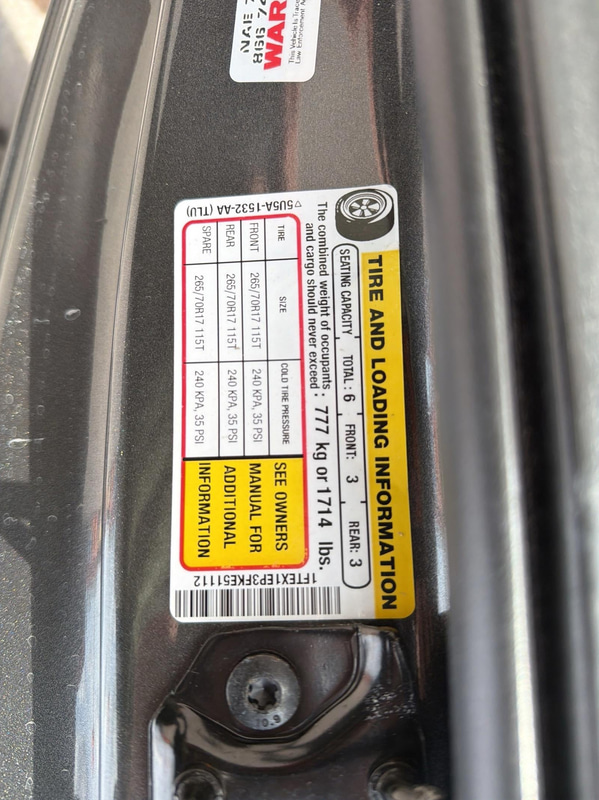 WAR
TIRE AND LOADING INFORMATION
SEATING CAPACITY TOTAL: 6 FRONT: 3 REAR: 3
The combined weight of occupants
and cargo should never exceed : 777 kg or 1714 lbs.
TIRE SIZE COLD TIRE PRESSURE SEE OWNERS
FRONT 265/70R17 115T 240 KPA, 35 PSI MANUAL FOR
REAR 265/70R17 115T 240 KPA, 35 PSI ADDITIONAL
SPARE 265/70R17 115T 240 KPA, 35 PSI INFORMATION
5U5A-1532-AA (TLU)
1FTEX1EP3FKE51112
10.9